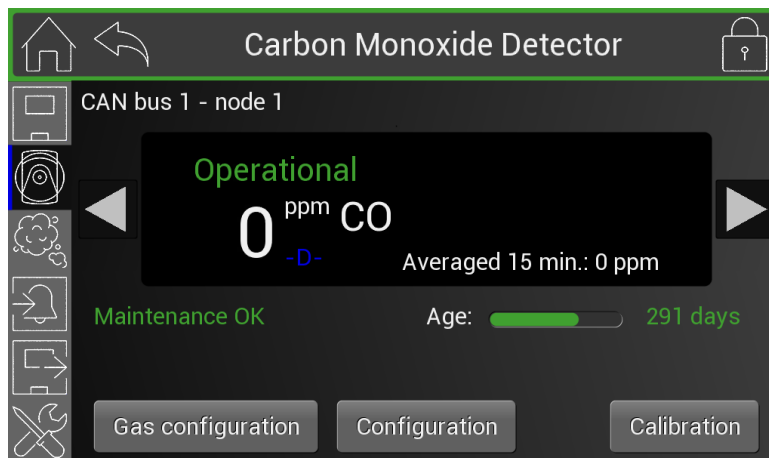 Carbon Monoxide Detector
CAN bus 1 - node 1
Operational
0 ppm CO
-D-
Averaged 15 min.: 0 ppm
Maintenance OK Age: 291 days
Gas configuration Configuration Calibration